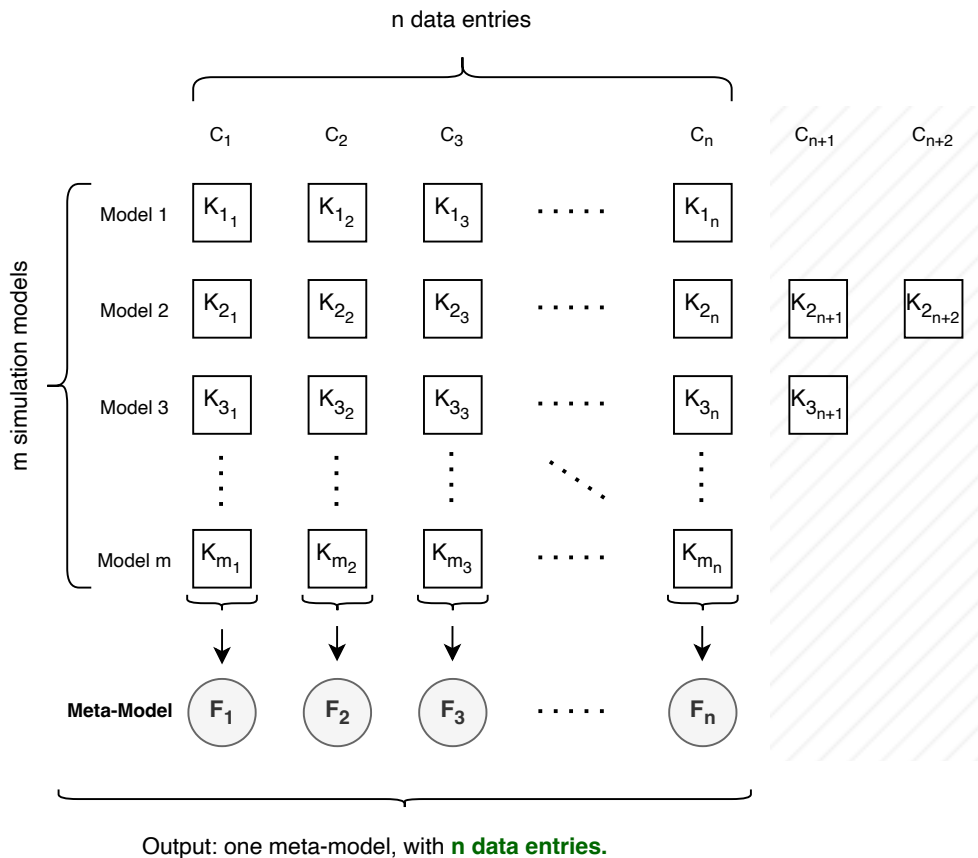 n data entries
C1 C2 C3 Cn Cn+1 Cn+2
m simulation models
Model 1 K11 K12 K13 ..... K1n
Model 2 K21 K22 K23 ..... K2n K2n+1 K2n+2
Model 3 K31 K32 K33 ..... K3n K3n+1
Model m Km1 Km2 Km3 ..... Kmn
Meta-Model F1 F2 F3 ..... Fn
Output: one meta-model, with n data entries.